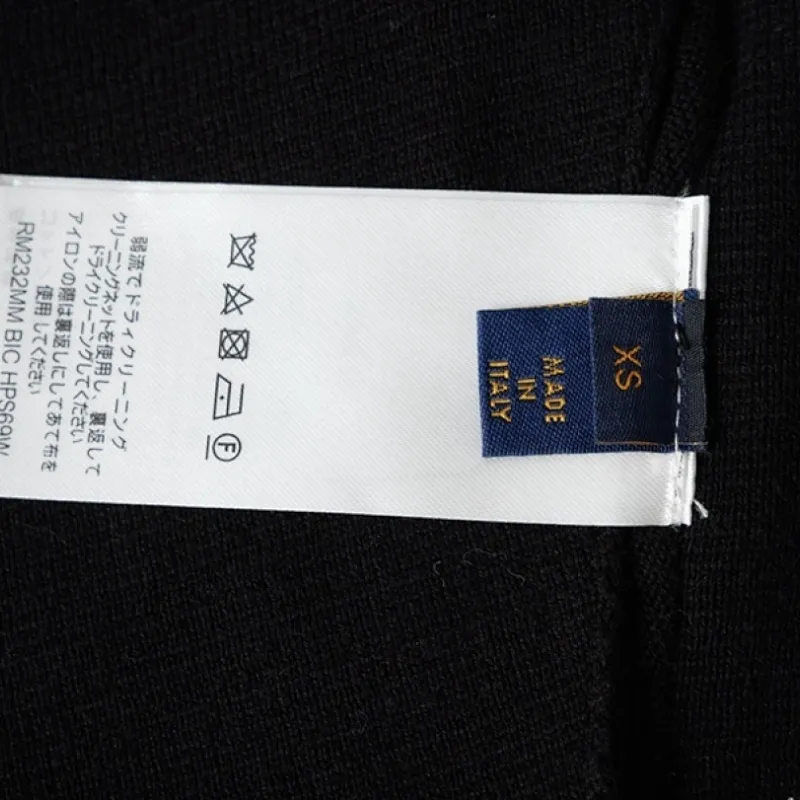 弱流でドライクリーニング
クリーニングネットを使用し、裏返して
ドライクリーニングしてください
アイロンの際は裏返しにしてあて布を
使用してください
RM232MM BIC HPS69W
F
MADE
IN
ITALY
XS